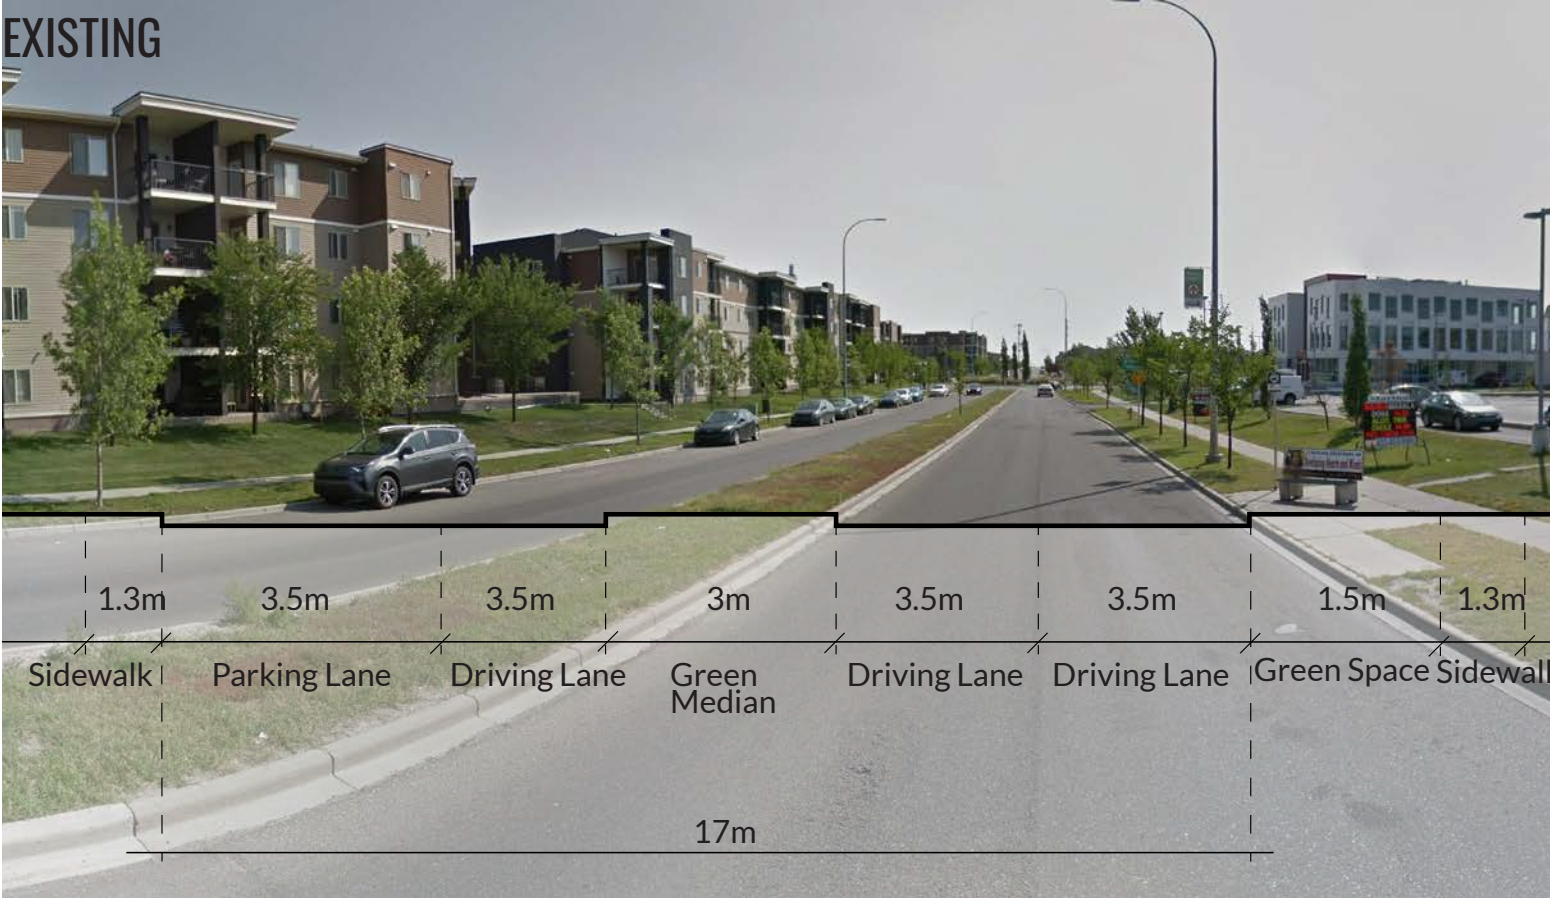 EXISTING
1.3m 3.5m 3.5m 3m 3.5m 3.5m 1.5m 1.3m
Sidewalk Parking Lane Driving Lane Green Median Driving Lane Driving Lane Green Space Sidewalk
17m